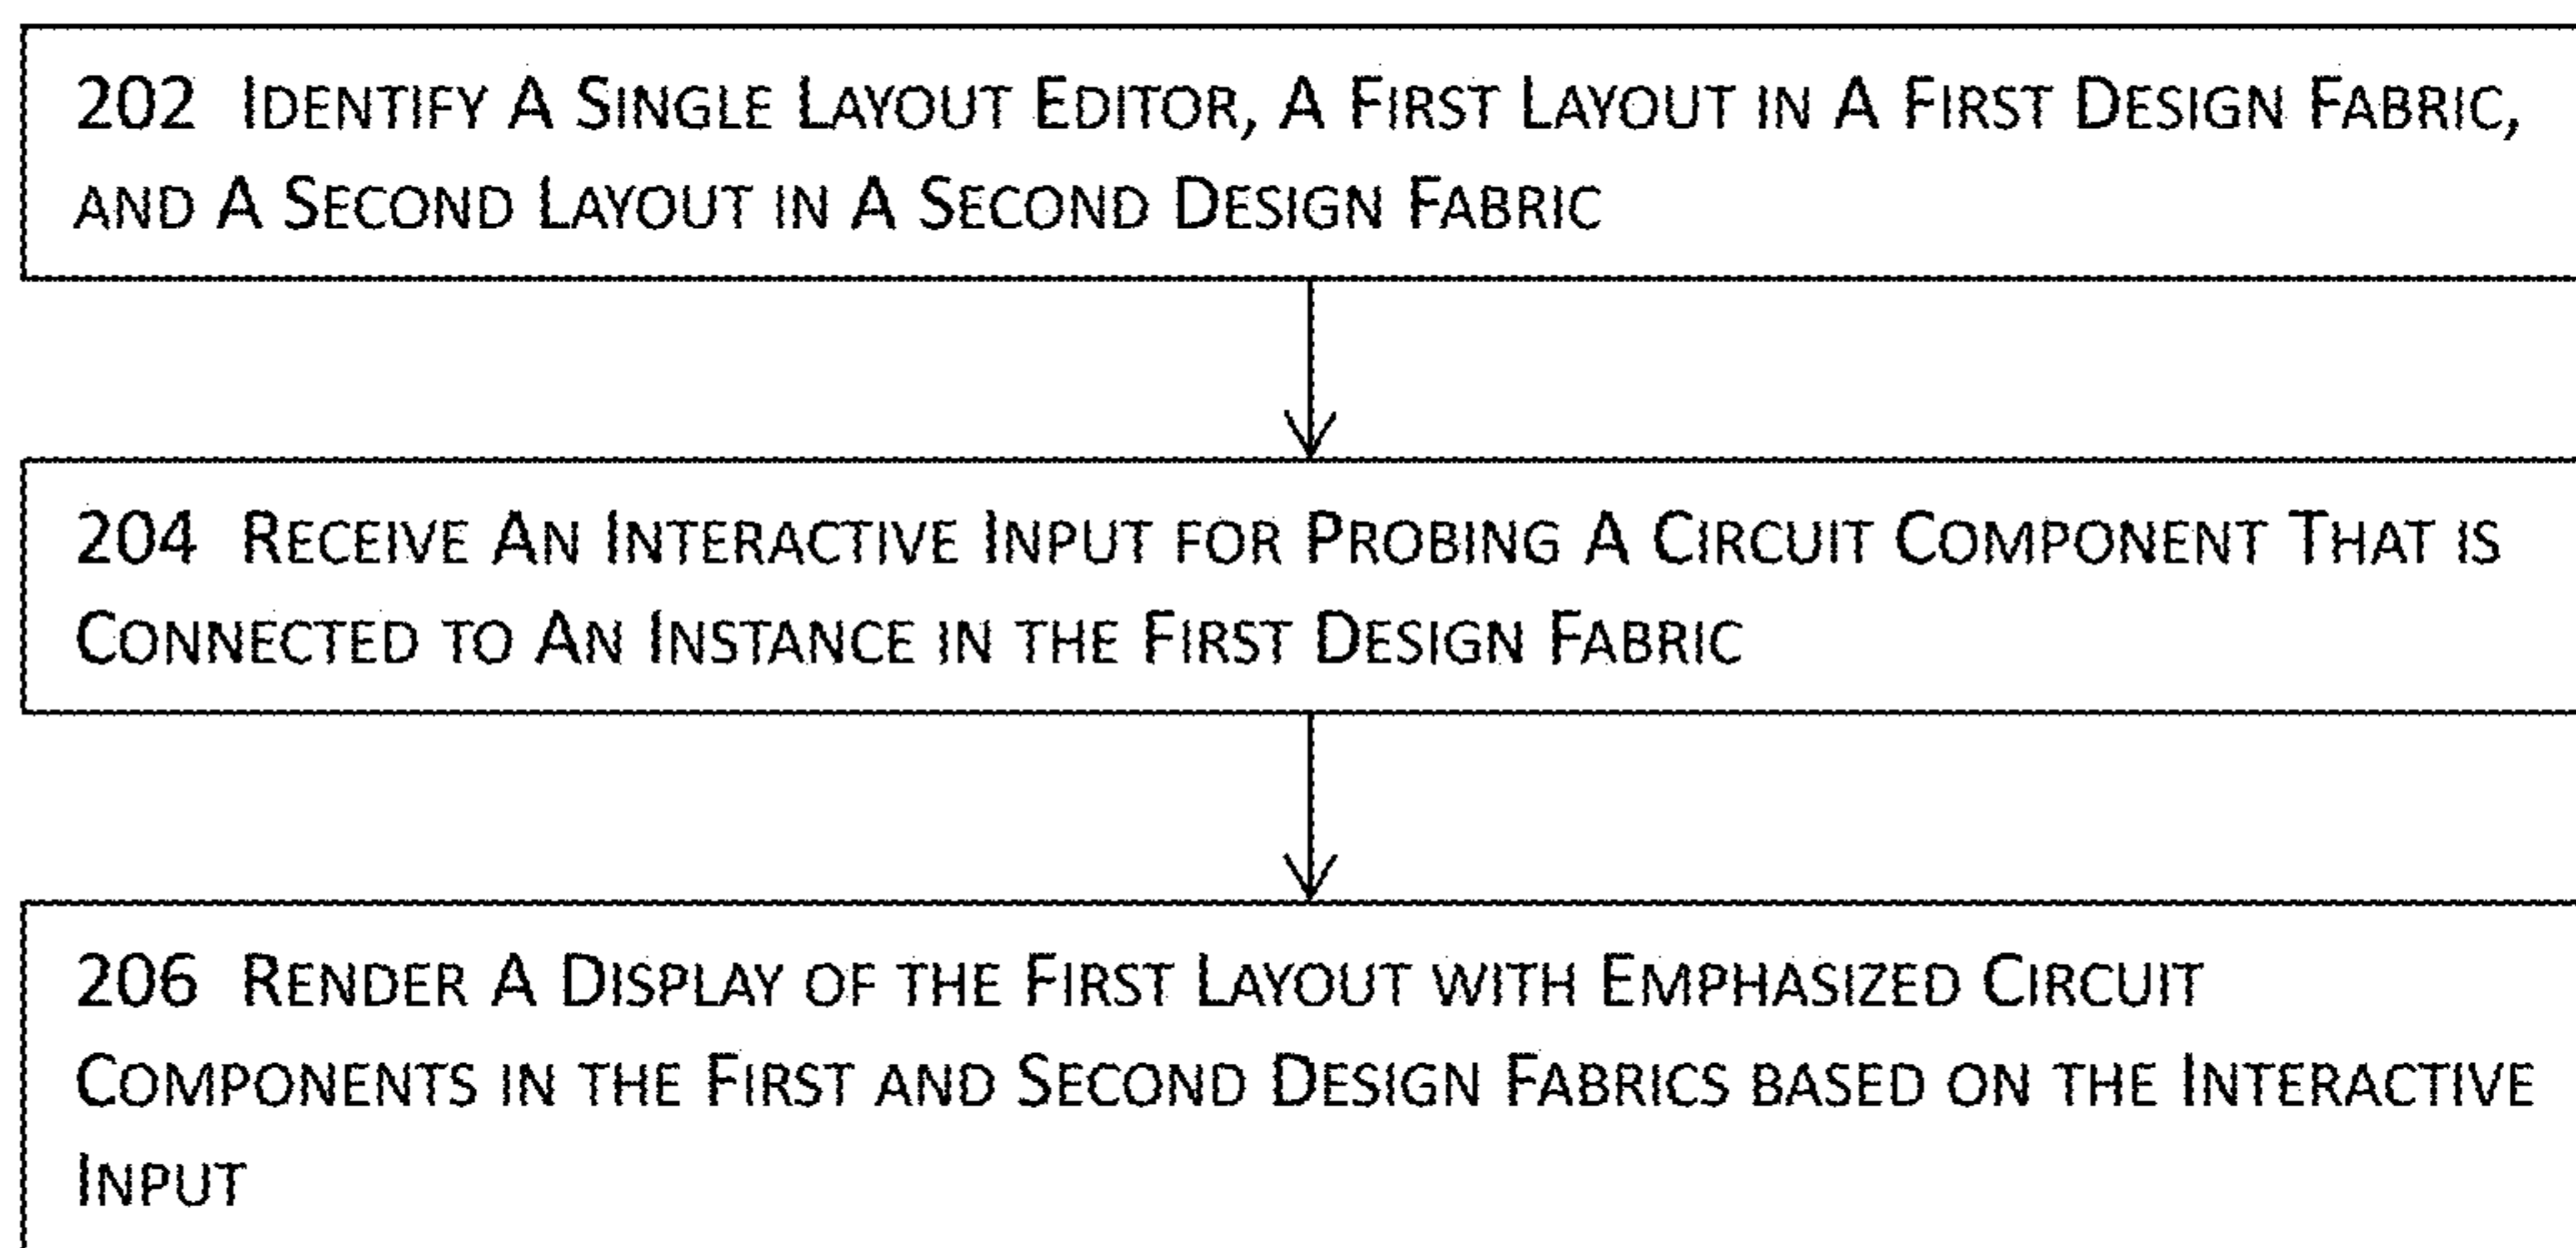 202 IDENTIFY A SINGLE LAYOUT EDITOR, A FIRST LAYOUT IN A FIRST DESIGN FABRIC,
AND A SECOND LAYOUT IN A SECOND DESIGN FABRIC
204 RECEIVE AN INTERACTIVE INPUT FOR PROBING A CIRCUIT COMPONENT THAT IS
CONNECTED TO AN INSTANCE IN THE FIRST DESIGN FABRIC
206 RENDER A DISPLAY OF THE FIRST LAYOUT WITH EMPHASIZED CIRCUIT
COMPONENTS IN THE FIRST AND SECOND DESIGN FABRICS BASED ON THE INTERACTIVE
INPUT